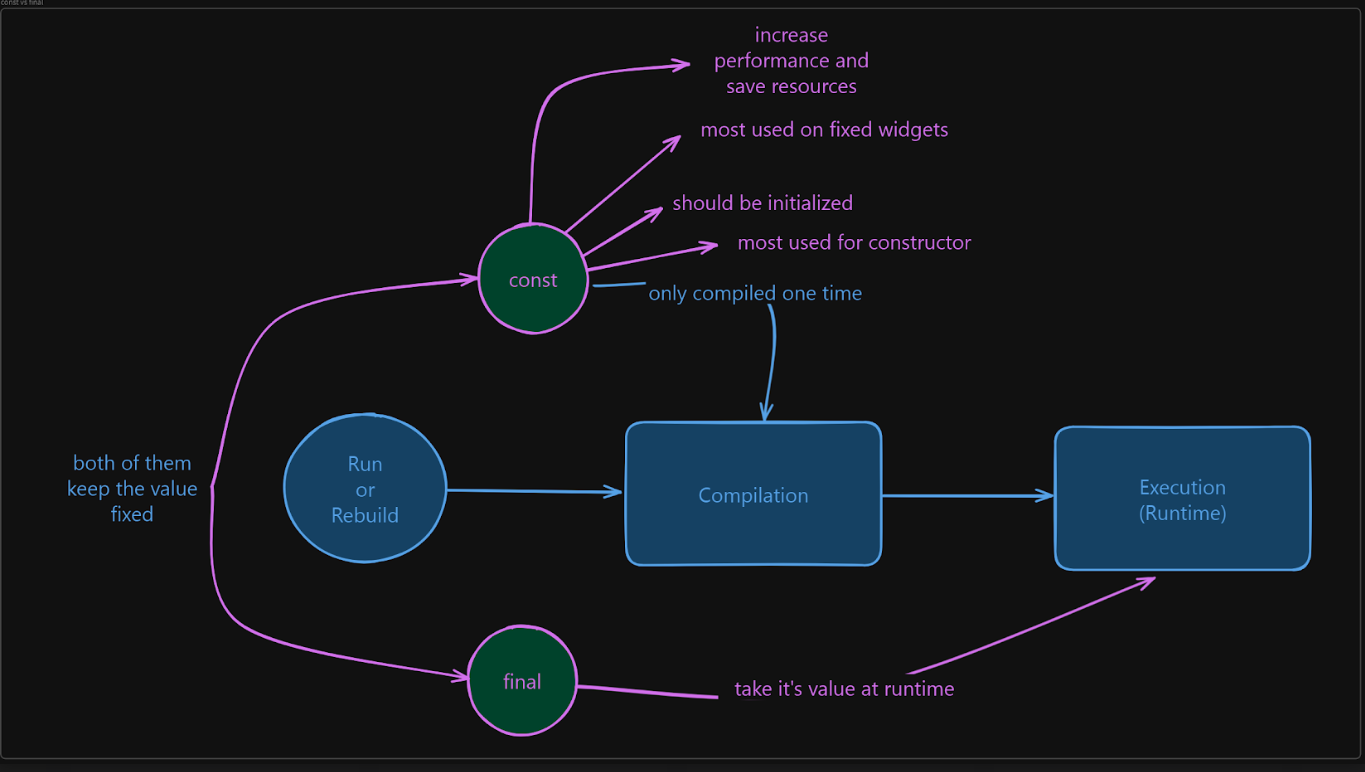 const vs final
increase
performance and
save resources
most used on fixed widgets
should be initialized
most used for constructor
const
only compiled one time
both of them
keep the value
fixed
Run
or
Rebuild
Compilation
Execution
(Runtime)
final
take it's value at runtime